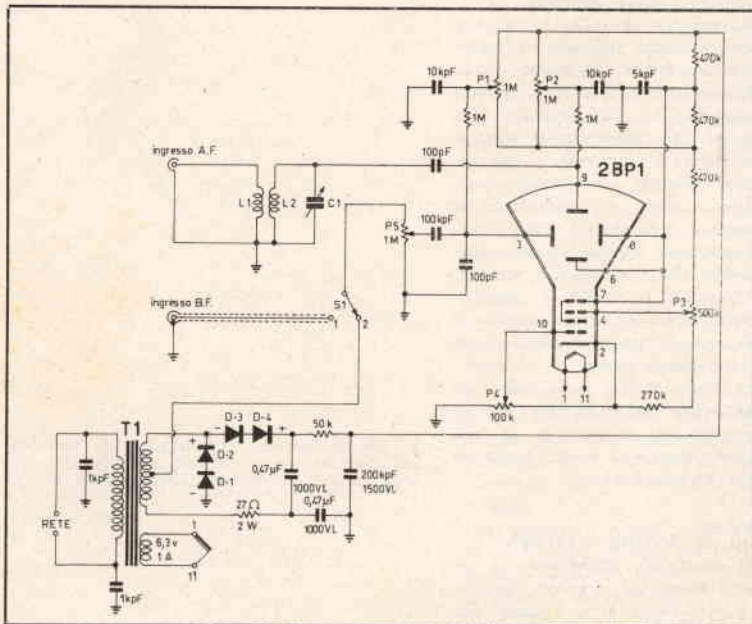 10kpF
P1
1M
1M
P2
1M
10kpF
5kpF
1M
470k
470k
470k
ingresso A.F.
L1
L2
C1
100pF
2BP1
9
3
8
6
7
4
10
2
1
11
P5
1M
100kpF
100pF
S1
ingresso B.F.
1
2
P3
500k
P4
100k
270k
T1
D-3
D-4
D-2
D-1
50k
0,47µF
1000VL
200kpF
1500VL
0,47µF
1000VL
27Ω
2 W
1kpF
RETE
6,3v
1 A
1
11
1kpF